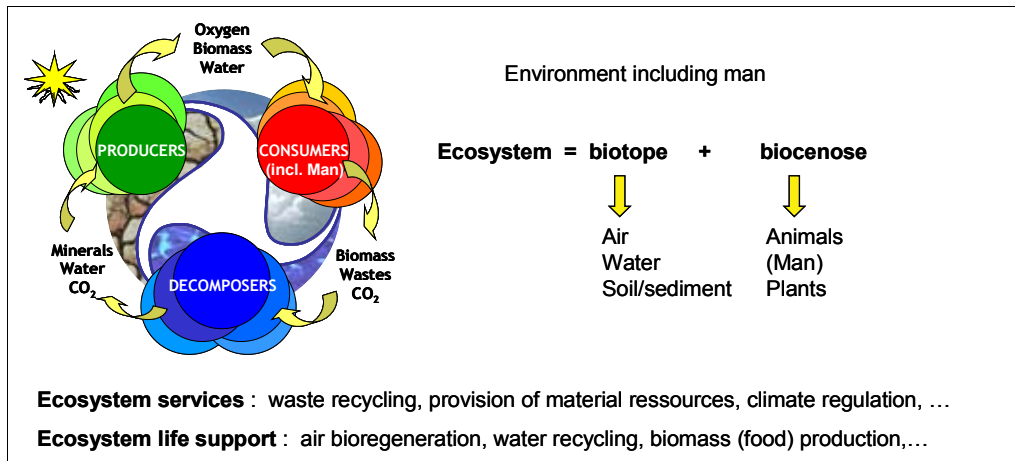 Oxygen
Biomass
Water
PRODUCERS
CONSUMERS
(incl. Man)
Minerals
Water
CO₂
Biomass
Wastes
CO₂
DECOMPOSERS
Environment including man
Ecosystem = biotope + biocenose
Air
Water
Soil/sediment
Animals
(Man)
Plants
Ecosystem services : waste recycling, provision of material ressources, climate regulation, …
Ecosystem life support : air bioregeneration, water recycling, biomass (food) production,…